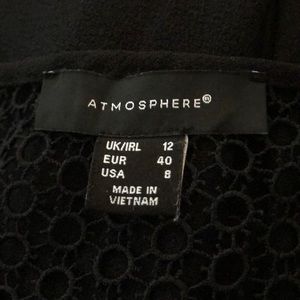 ATMOSPHERE®
UK/IRL 12
EUR 40
USA 8
MADE IN
VIETNAM